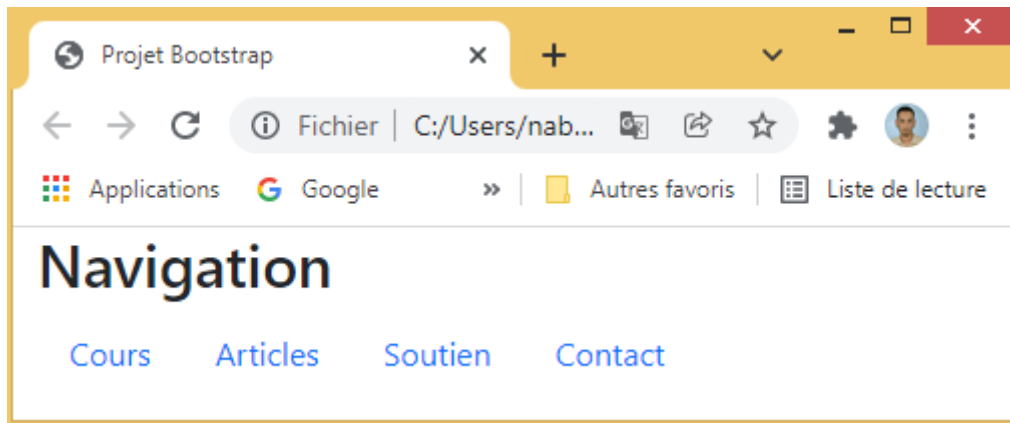 Projet Bootstrap
Fichier | C:/Users/nab...
Applications Google » Autres favoris Liste de lecture
Navigation
Cours Articles Soutien Contact